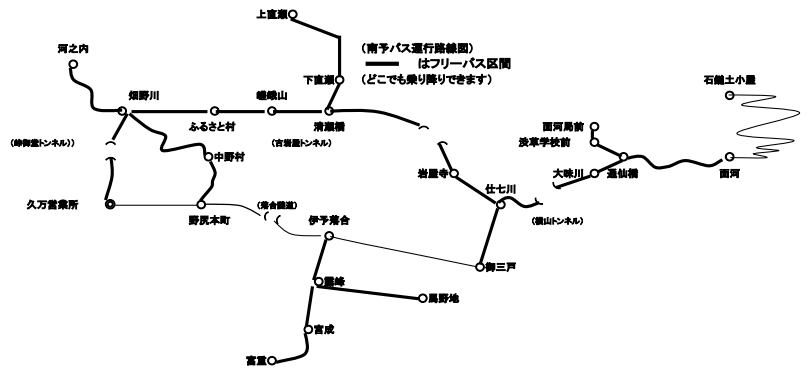 上直瀬
(南予バス運行路線図)
河之内
はフリーバス区間
下直瀬
(どこでも乗り降りできます)
石鎚土小屋
畑野川
嵯峨山
ふるさと村
清瀬橋
面河局前
(峠御堂トンネル))
(古岩屋トンネル)
渋草学校前
中野村
岩屋寺
大味川
通仙橋
面河
仕七川
久万営業所
野尻本町
(落合隧道)
伊予落合
(横山トンネル)
御三戸
露峰
馬野地
宮成
富重